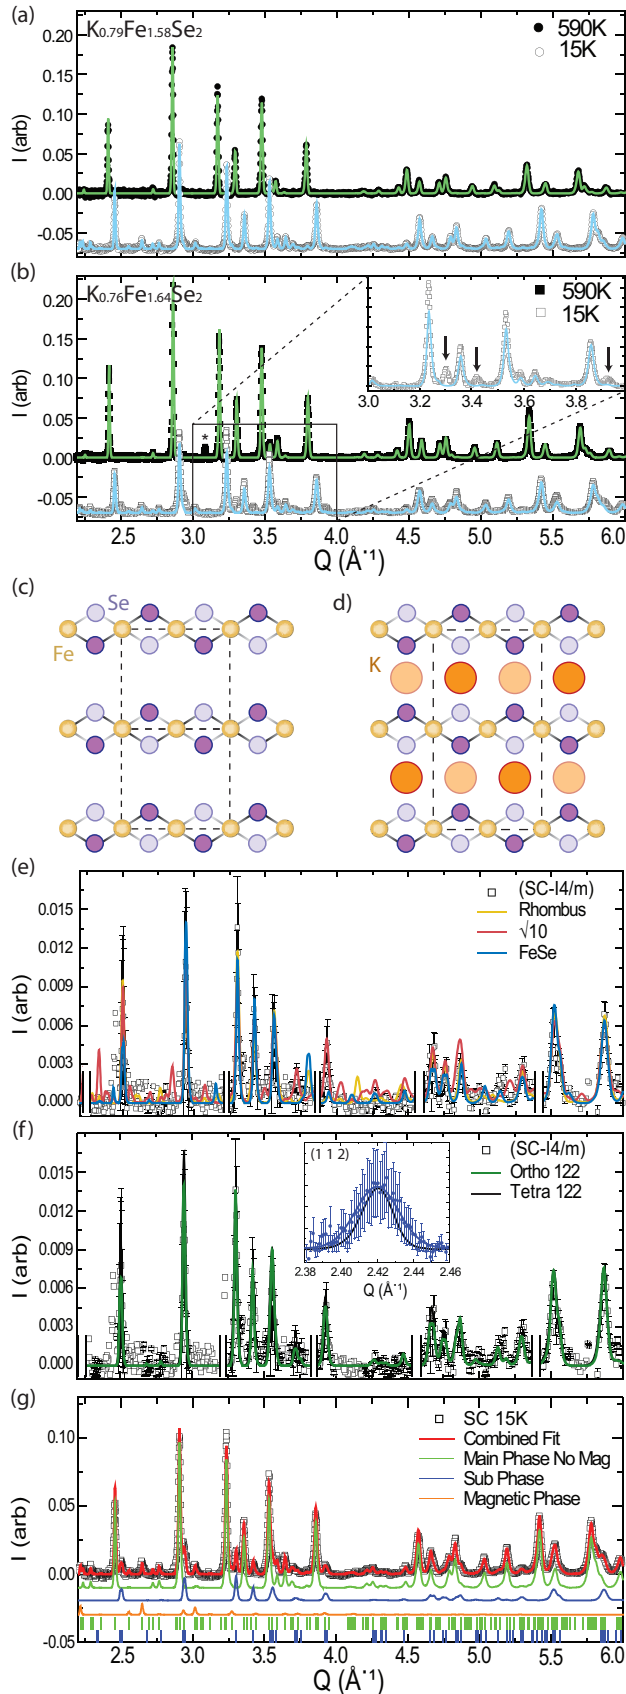 (a)
K0.79Fe1.58Se2
590K
15K
0.20
0.15
0.10
0.05
0.00
-0.05
I (arb)
(b)
K0.76Fe1.64Se2
590K
15K
0.20
0.15
0.10
0.05
0.00
-0.05
I (arb)
*
3.0 3.2 3.4 3.6 3.8
2.5 3.0 3.5 4.0 4.5 5.0 5.5 6.0
Q (Å⁻¹)
(c)
Se
Fe
d)
K
(e)
(SC-I4/m)
Rhombus
√10
FeSe
0.015
0.012
0.009
0.006
0.003
0.000
I (arb)
(f)
(SC-I4/m)
Ortho 122
Tetra 122
(1 1 2)
2.38 2.40 2.42 2.44 2.46
Q (Å⁻¹)
0.015
0.012
0.009
0.006
0.003
0.000
I (arb)
(g)
SC 15K
Combined Fit
Main Phase No Mag
Sub Phase
Magnetic Phase
0.10
0.05
0.00
-0.05
I (arb)
2.5 3.0 3.5 4.0 4.5 5.0 5.5 6.0
Q (Å⁻¹)